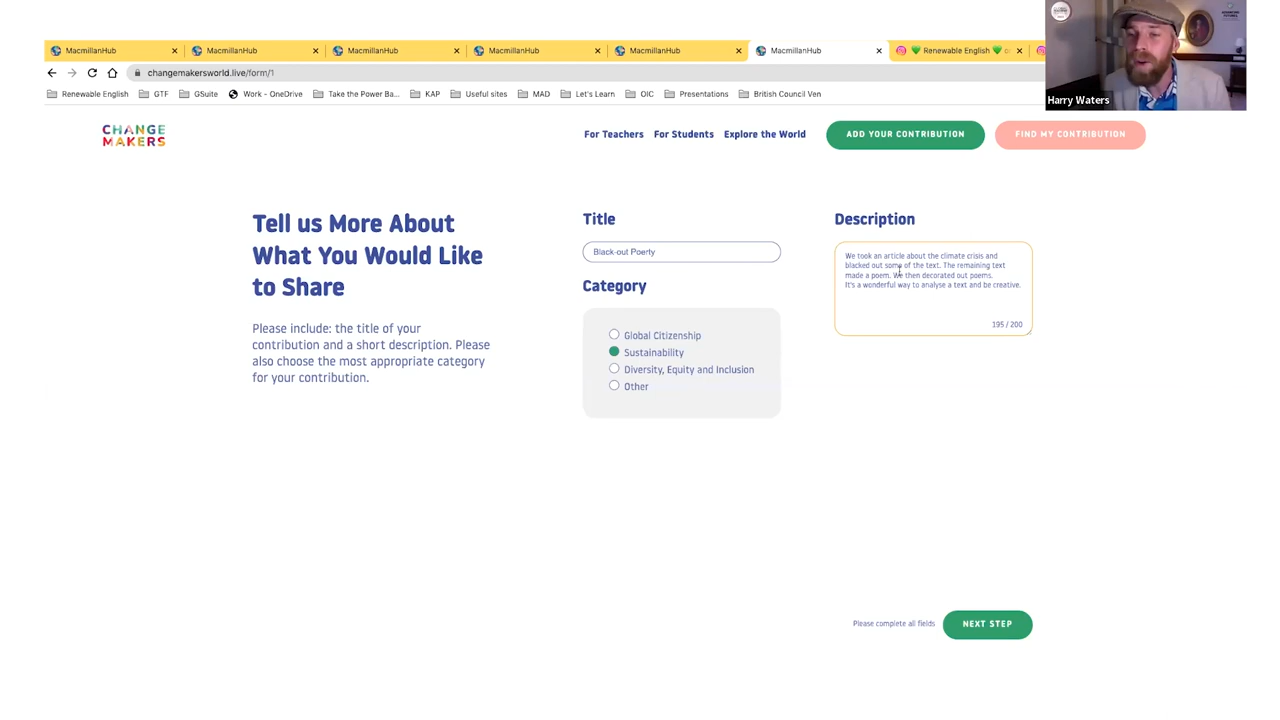 MacmillanHub
MacmillanHub
MacmillanHub
MacmillanHub
MacmillanHub
MacmillanHub
Renewable English
changemakersworld.live/form/1
Renewable English
GTF
GSuite
Work - OneDrive
Take the Power Ba...
KAP
Useful sites
MAD
Let's Learn
OIC
Presentations
British Council Ven
Harry Waters
CHANGE
MAKERS
For Teachers
For Students
Explore the World
ADD YOUR CONTRIBUTION
FIND MY CONTRIBUTION
Tell us More About
What You Would Like
to Share
Please include: the title of your
contribution and a short description. Please
also choose the most appropriate category
for your contribution.
Title
Black-out Poerty
Category
Global Citizenship
Sustainability
Diversity, Equity and Inclusion
Other
Description
We took an article about the climate crisis and
blacked out some of the text. The remaining text
made a poem. We then decorated out poems.
It's a wonderful way to analyse a text and be creative.
195 / 200
Please complete all fields
NEXT STEP